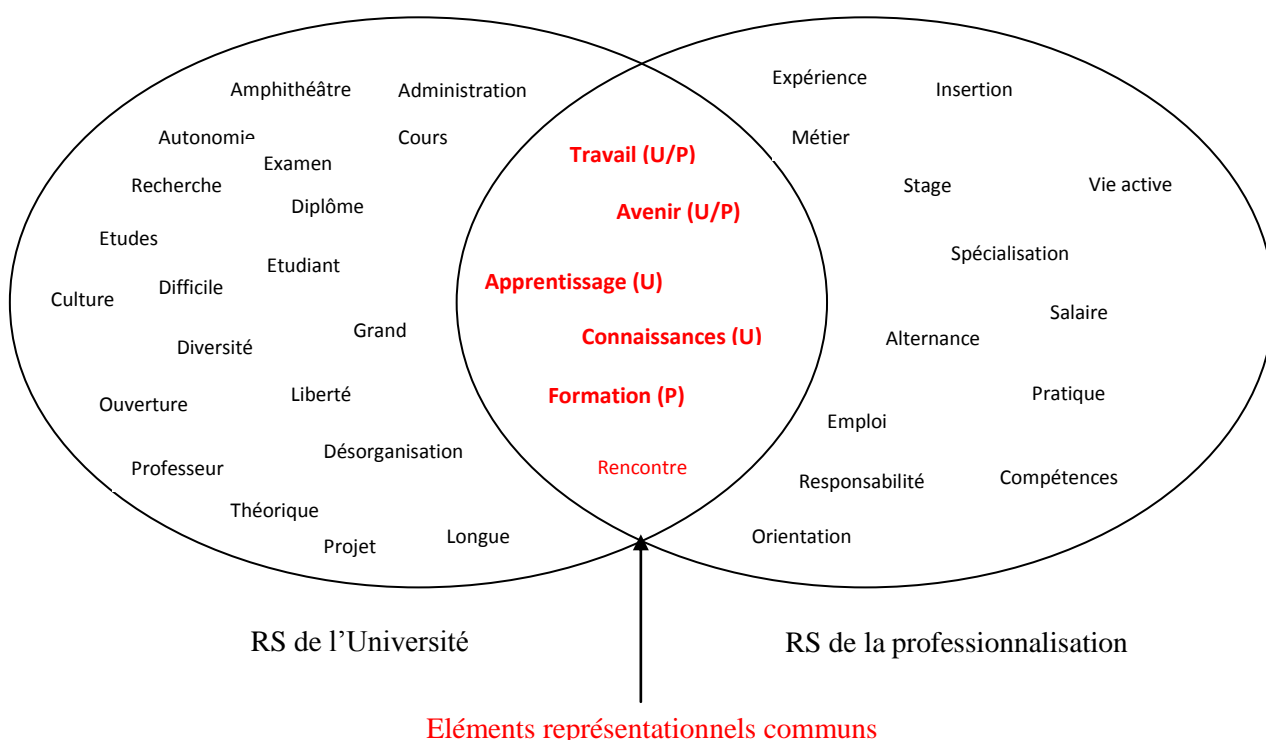 Amphithéâtre
Administration
Autonomie
Cours
Examen
Recherche
Diplôme
Etudes
Etudiant
Culture
Difficile
Grand
Diversité
Liberté
Ouverture
Désorganisation
Professeur
Théorique
Projet
Longue
Travail (U/P)
Avenir (U/P)
Apprentissage (U)
Connaissances (U)
Formation (P)
Rencontre
Expérience
Insertion
Métier
Stage
Vie active
Spécialisation
Salaire
Alternance
Pratique
Emploi
Responsabilité
Compétences
Orientation
RS de l’Université
RS de la professionnalisation
Eléments représentationnels communs